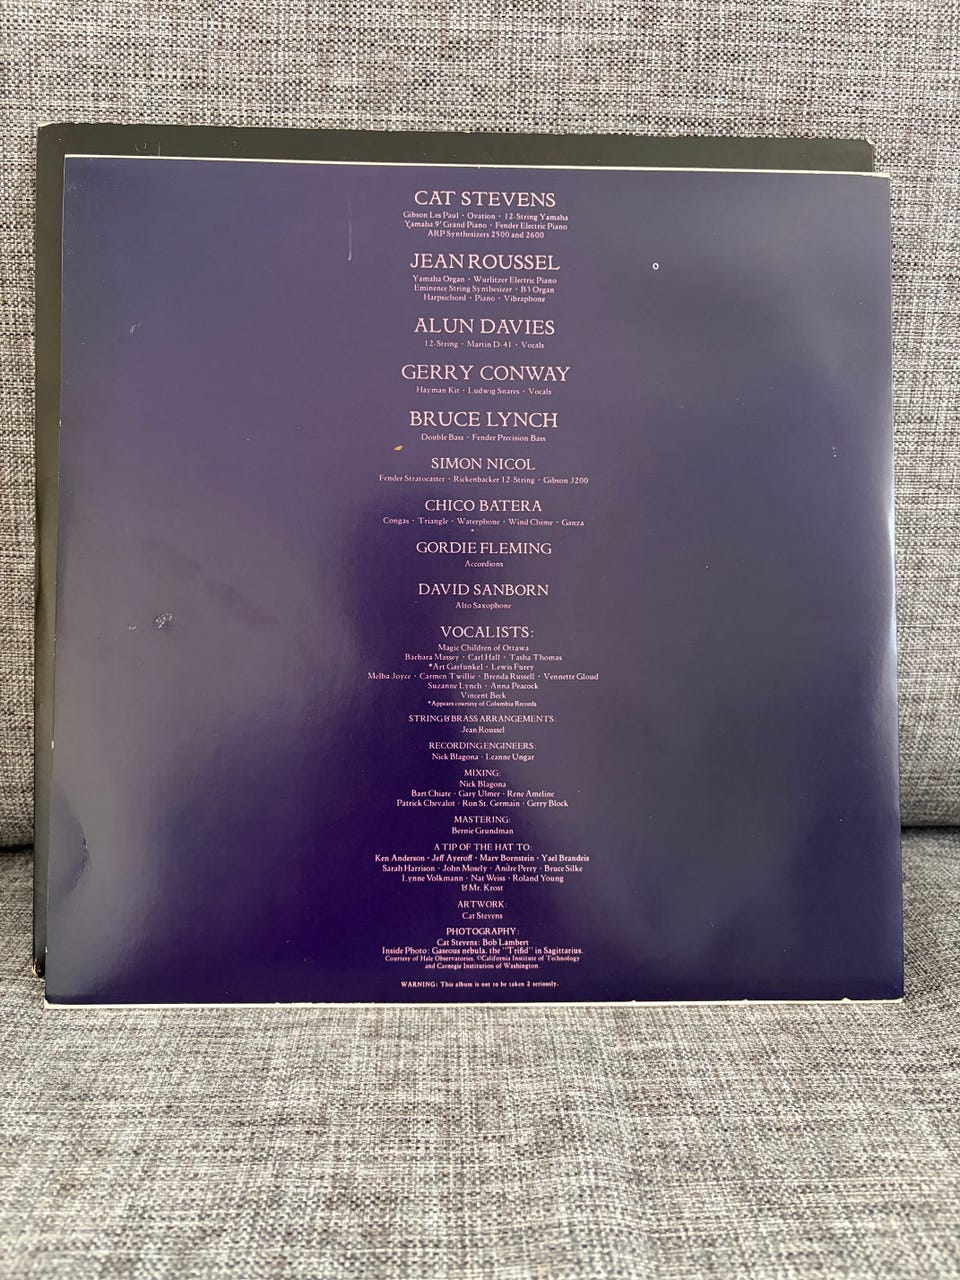 CAT STEVENS
Gibson Les Paul · Ovation · 12-String Yamaha
Yamaha 9' Grand Piano · Fender Electric Piano
ARP Synthesizers 2500 and 2600
JEAN ROUSSEL
Yamaha Organ · Wurlitzer Electric Piano
Eminence String Synthesizer · B3 Organ
Harpsichord · Piano · Vibraphone
ALUN DAVIES
12-String · Martin D-41 · Vocals
GERRY CONWAY
Hayman Kit · Ludwig Snares · Vocals
BRUCE LYNCH
Double Bass · Fender Precision Bass
SIMON NICOL
Fender Stratocaster · Rickenbacker 12-String · Gibson J200
CHICO BATERA
Congas · Triangle · Waterphone · Wind Chime · Ganza
GORDIE FLEMING
Accordions
DAVID SANBORN
Alto Saxophone
VOCALISTS:
Magic Children of Ottawa
Barbara Massey · Carl Hall · Tasha Thomas
*Art Garfunkel · Lewis Furey
Melba Joyce · Carmen Twillie · Brenda Russell · Vennette Gloud
Suzanne Lynch · Anna Peacock
Vincent Beck
*Appears courtesy of Columbia Records
STRING & BRASS ARRANGEMENTS:
Jean Roussel
RECORDING ENGINEERS:
Nick Blagona · Leanne Ungar
MIXING:
Nick Blagona
Bart Chiate · Gary Ulmer · Rene Ameline
Patrick Chevalot · Ron St. Germain · Gerry Block
MASTERING:
Bernie Grundman
A TIP OF THE HAT TO:
Ken Anderson · Jeff Ayeroff · Marv Bornstein · Yael Brandeis
Sarah Harrison · John Mosely · Andre Perry · Bruce Silke
Lynne Volkmann · Nat Weiss · Roland Young
& Mr. Krost
ARTWORK:
Cat Stevens
PHOTOGRAPHY:
Cat Stevens: Bob Lambert
Inside Photo: Gaseous nebula, the "Trifid" in Sagittarius.
Courtesy of Hale Observatories. ©California Institute of Technology
and Carnegie Institution of Washington.
WARNING: This album is not to be taken 2 seriously.